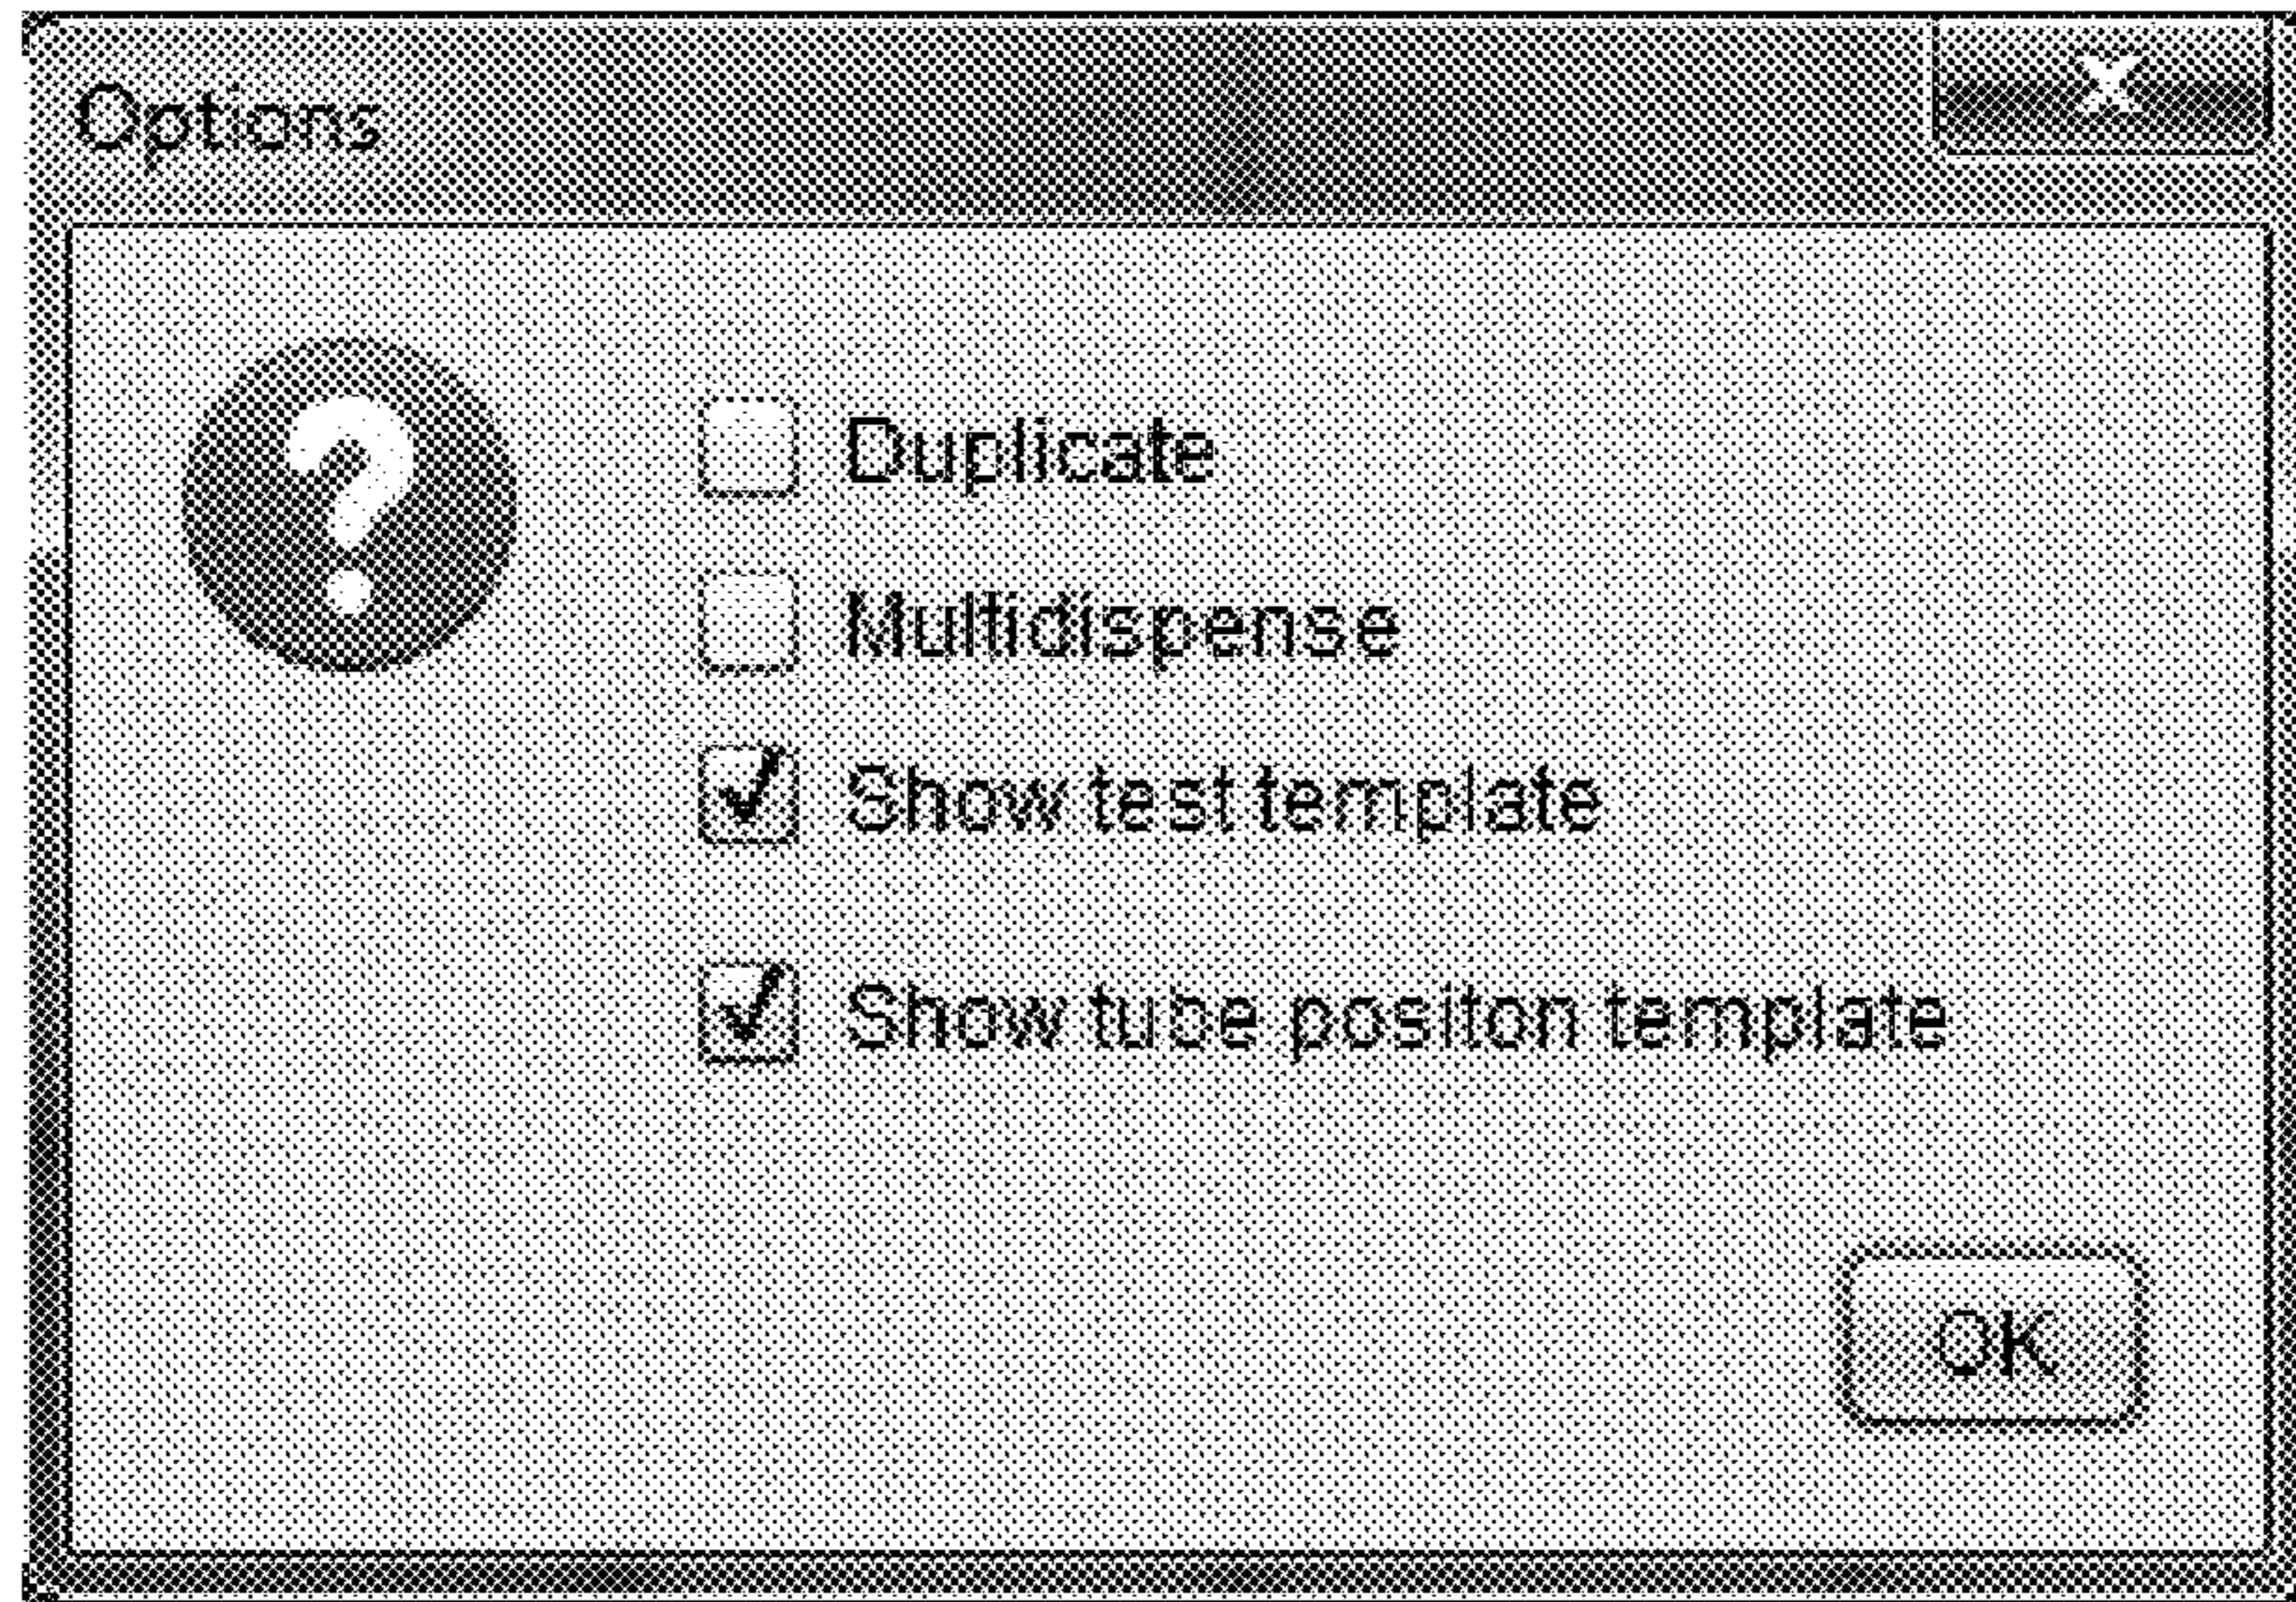 Options
Duplicate
Multidispense
Show test template
Show tube positon template
OK